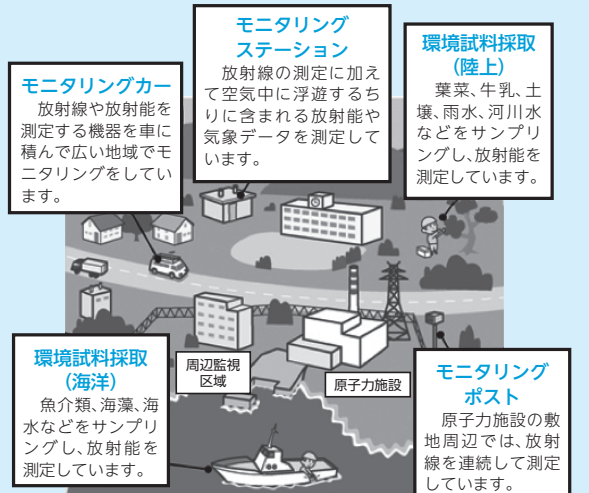 モニタリング
ステーション
放射線の測定に加え
て空気中に浮遊するち
りに含まれる放射能や
気象データを測定して
います。
環境試料採取
(陸上)
葉菜、牛乳、土
壌、雨水、河川水
などをサンプリ
ングし、放射能を
測定しています。
モニタリングカー
放射線や放射能を
測定する機器を車に
積んで広い地域でモ
ニタリングをしてい
ます。
環境試料採取
(海洋)
魚介類、海藻、海
水などをサンプリ
ングし、放射能を
測定しています。
周辺監視
区域
原子力施設
モニタリング
ポスト
原子力施設の敷
地周辺では、放射
線を連続して測定
しています。